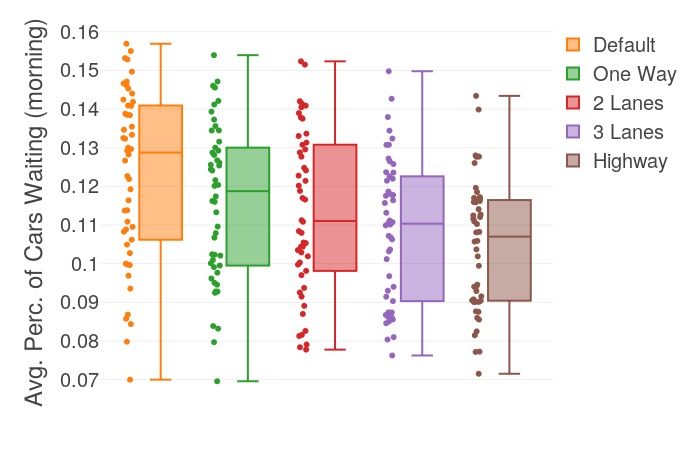 Avg. Perc. of Cars Waiting (morning)
0.16
0.15
0.14
0.13
0.12
0.11
0.1
0.09
0.08
0.07
Default
One Way
2 Lanes
3 Lanes
Highway